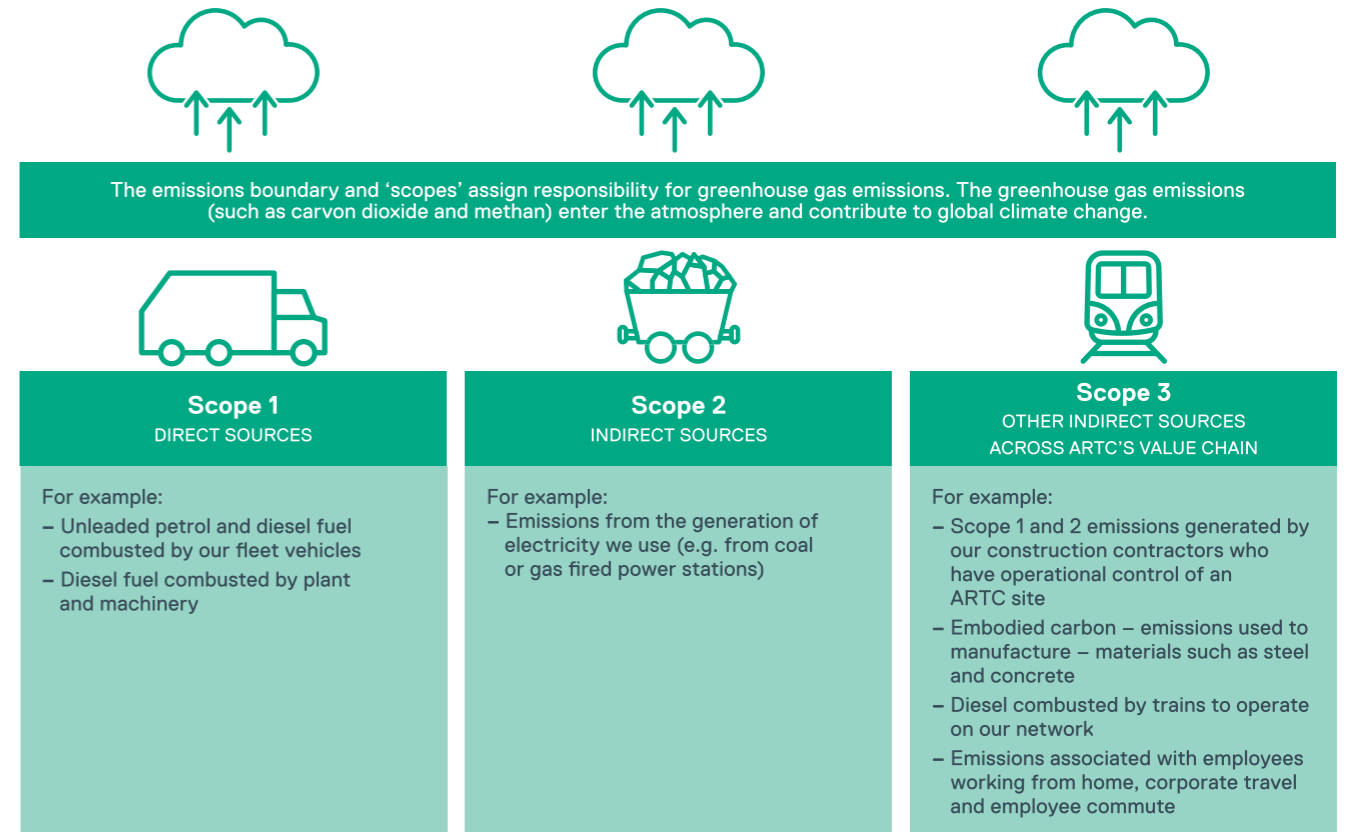 The emissions boundary and ‘scopes’ assign responsibility for greenhouse gas emissions. The greenhouse gas emissions
(such as carvon dioxide and methan) enter the atmosphere and contribute to global climate change.
Scope 1
DIRECT SOURCES
For example:
– Unleaded petrol and diesel fuel
combusted by our fleet vehicles
– Diesel fuel combusted by plant
and machinery
Scope 2
INDIRECT SOURCES
For example:
– Emissions from the generation of
electricity we use (e.g. from coal
or gas fired power stations)
Scope 3
OTHER INDIRECT SOURCES
ACROSS ARTC’S VALUE CHAIN
For example:
– Scope 1 and 2 emissions generated by
our construction contractors who
have operational control of an
ARTC site
– Embodied carbon – emissions used to
manufacture – materials such as steel
and concrete
– Diesel combusted by trains to operate
on our network
– Emissions associated with employees
working from home, corporate travel
and employee commute